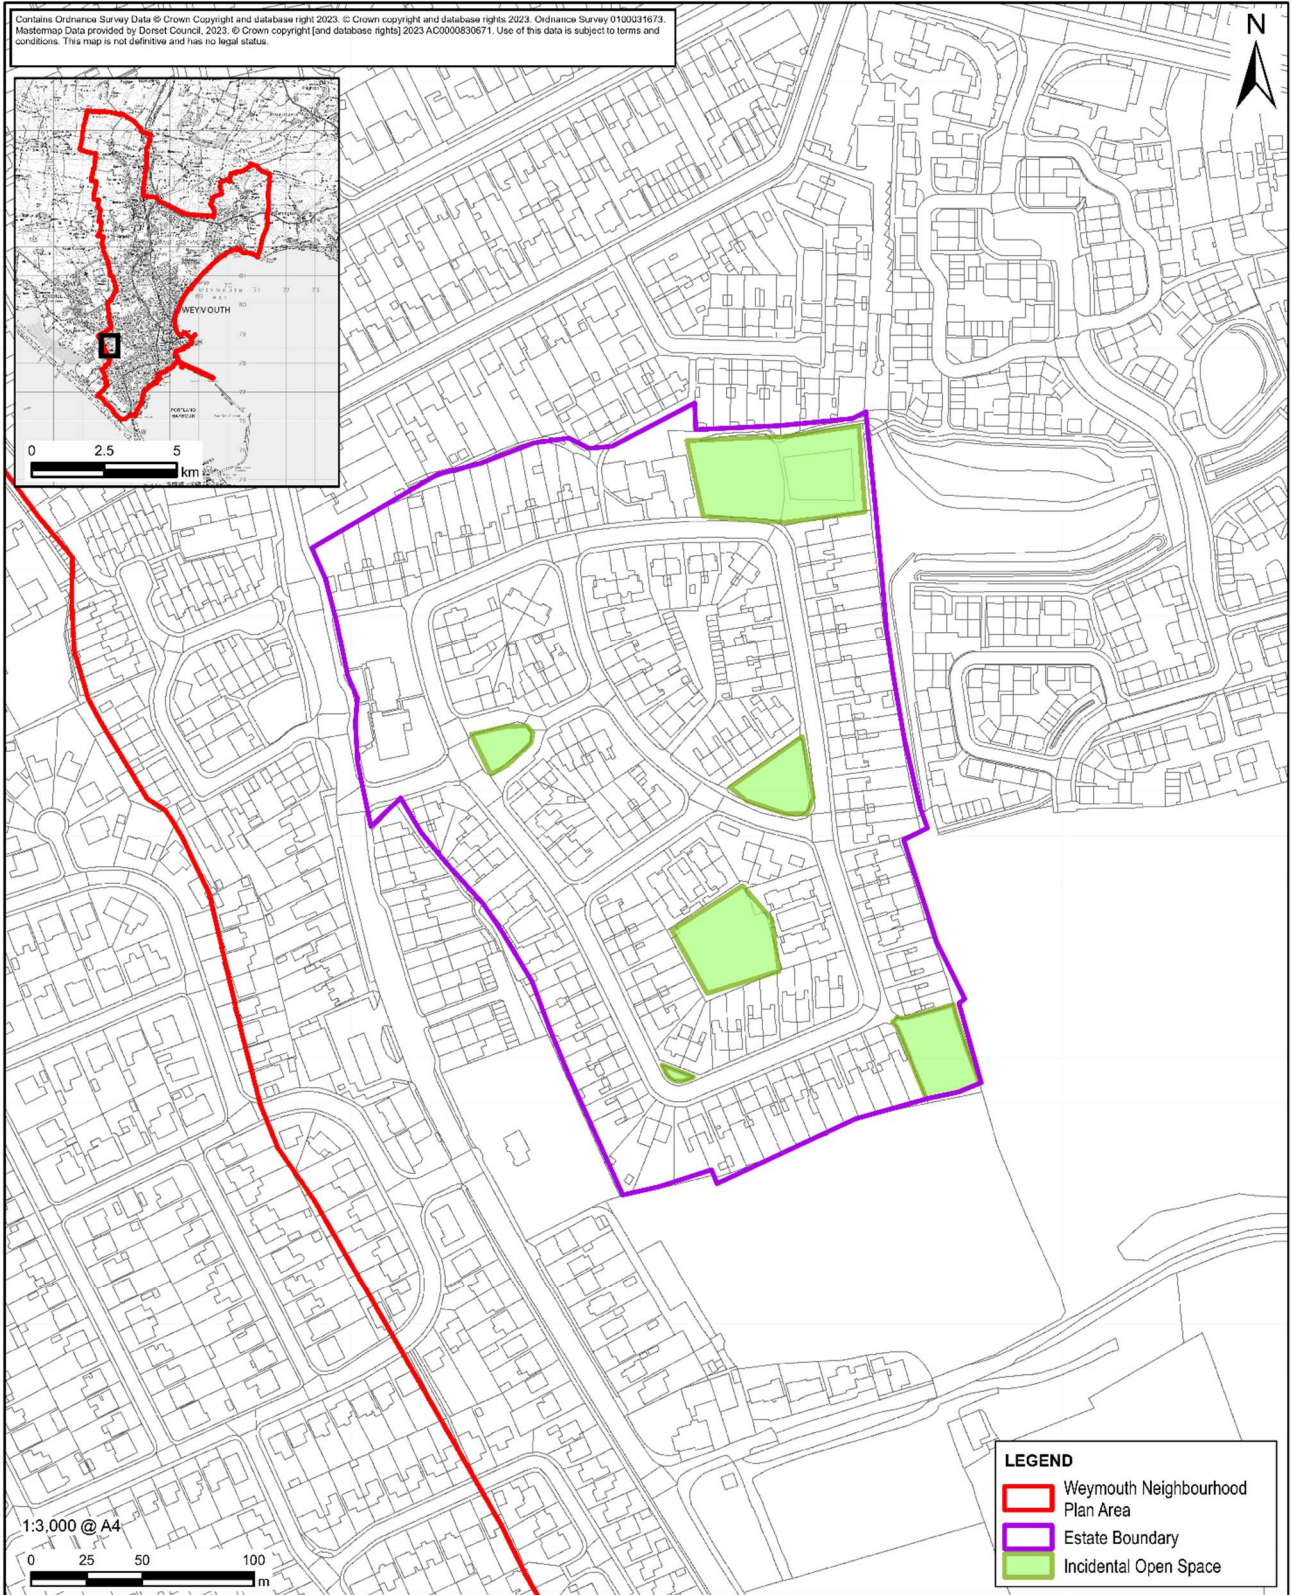 Contains Ordnance Survey Data © Crown Copyright and database right 2023. © Crown copyright and database rights 2023. Ordnance Survey 0100031673.
Mastermap Data provided by Dorset Council, 2023. © Crown copyright [and database rights] 2023 AC0000830671. Use of this data is subject to terms and
conditions. This map is not definitive and has no legal status.
N
WEYMOUTH
BAY
WEYMOUTH
PORTLAND
HARBOUR
0 2.5 5
km
LEGEND
Weymouth Neighbourhood
Plan Area
Estate Boundary
Incidental Open Space
1:3,000 @ A4
0 25 50 100
m